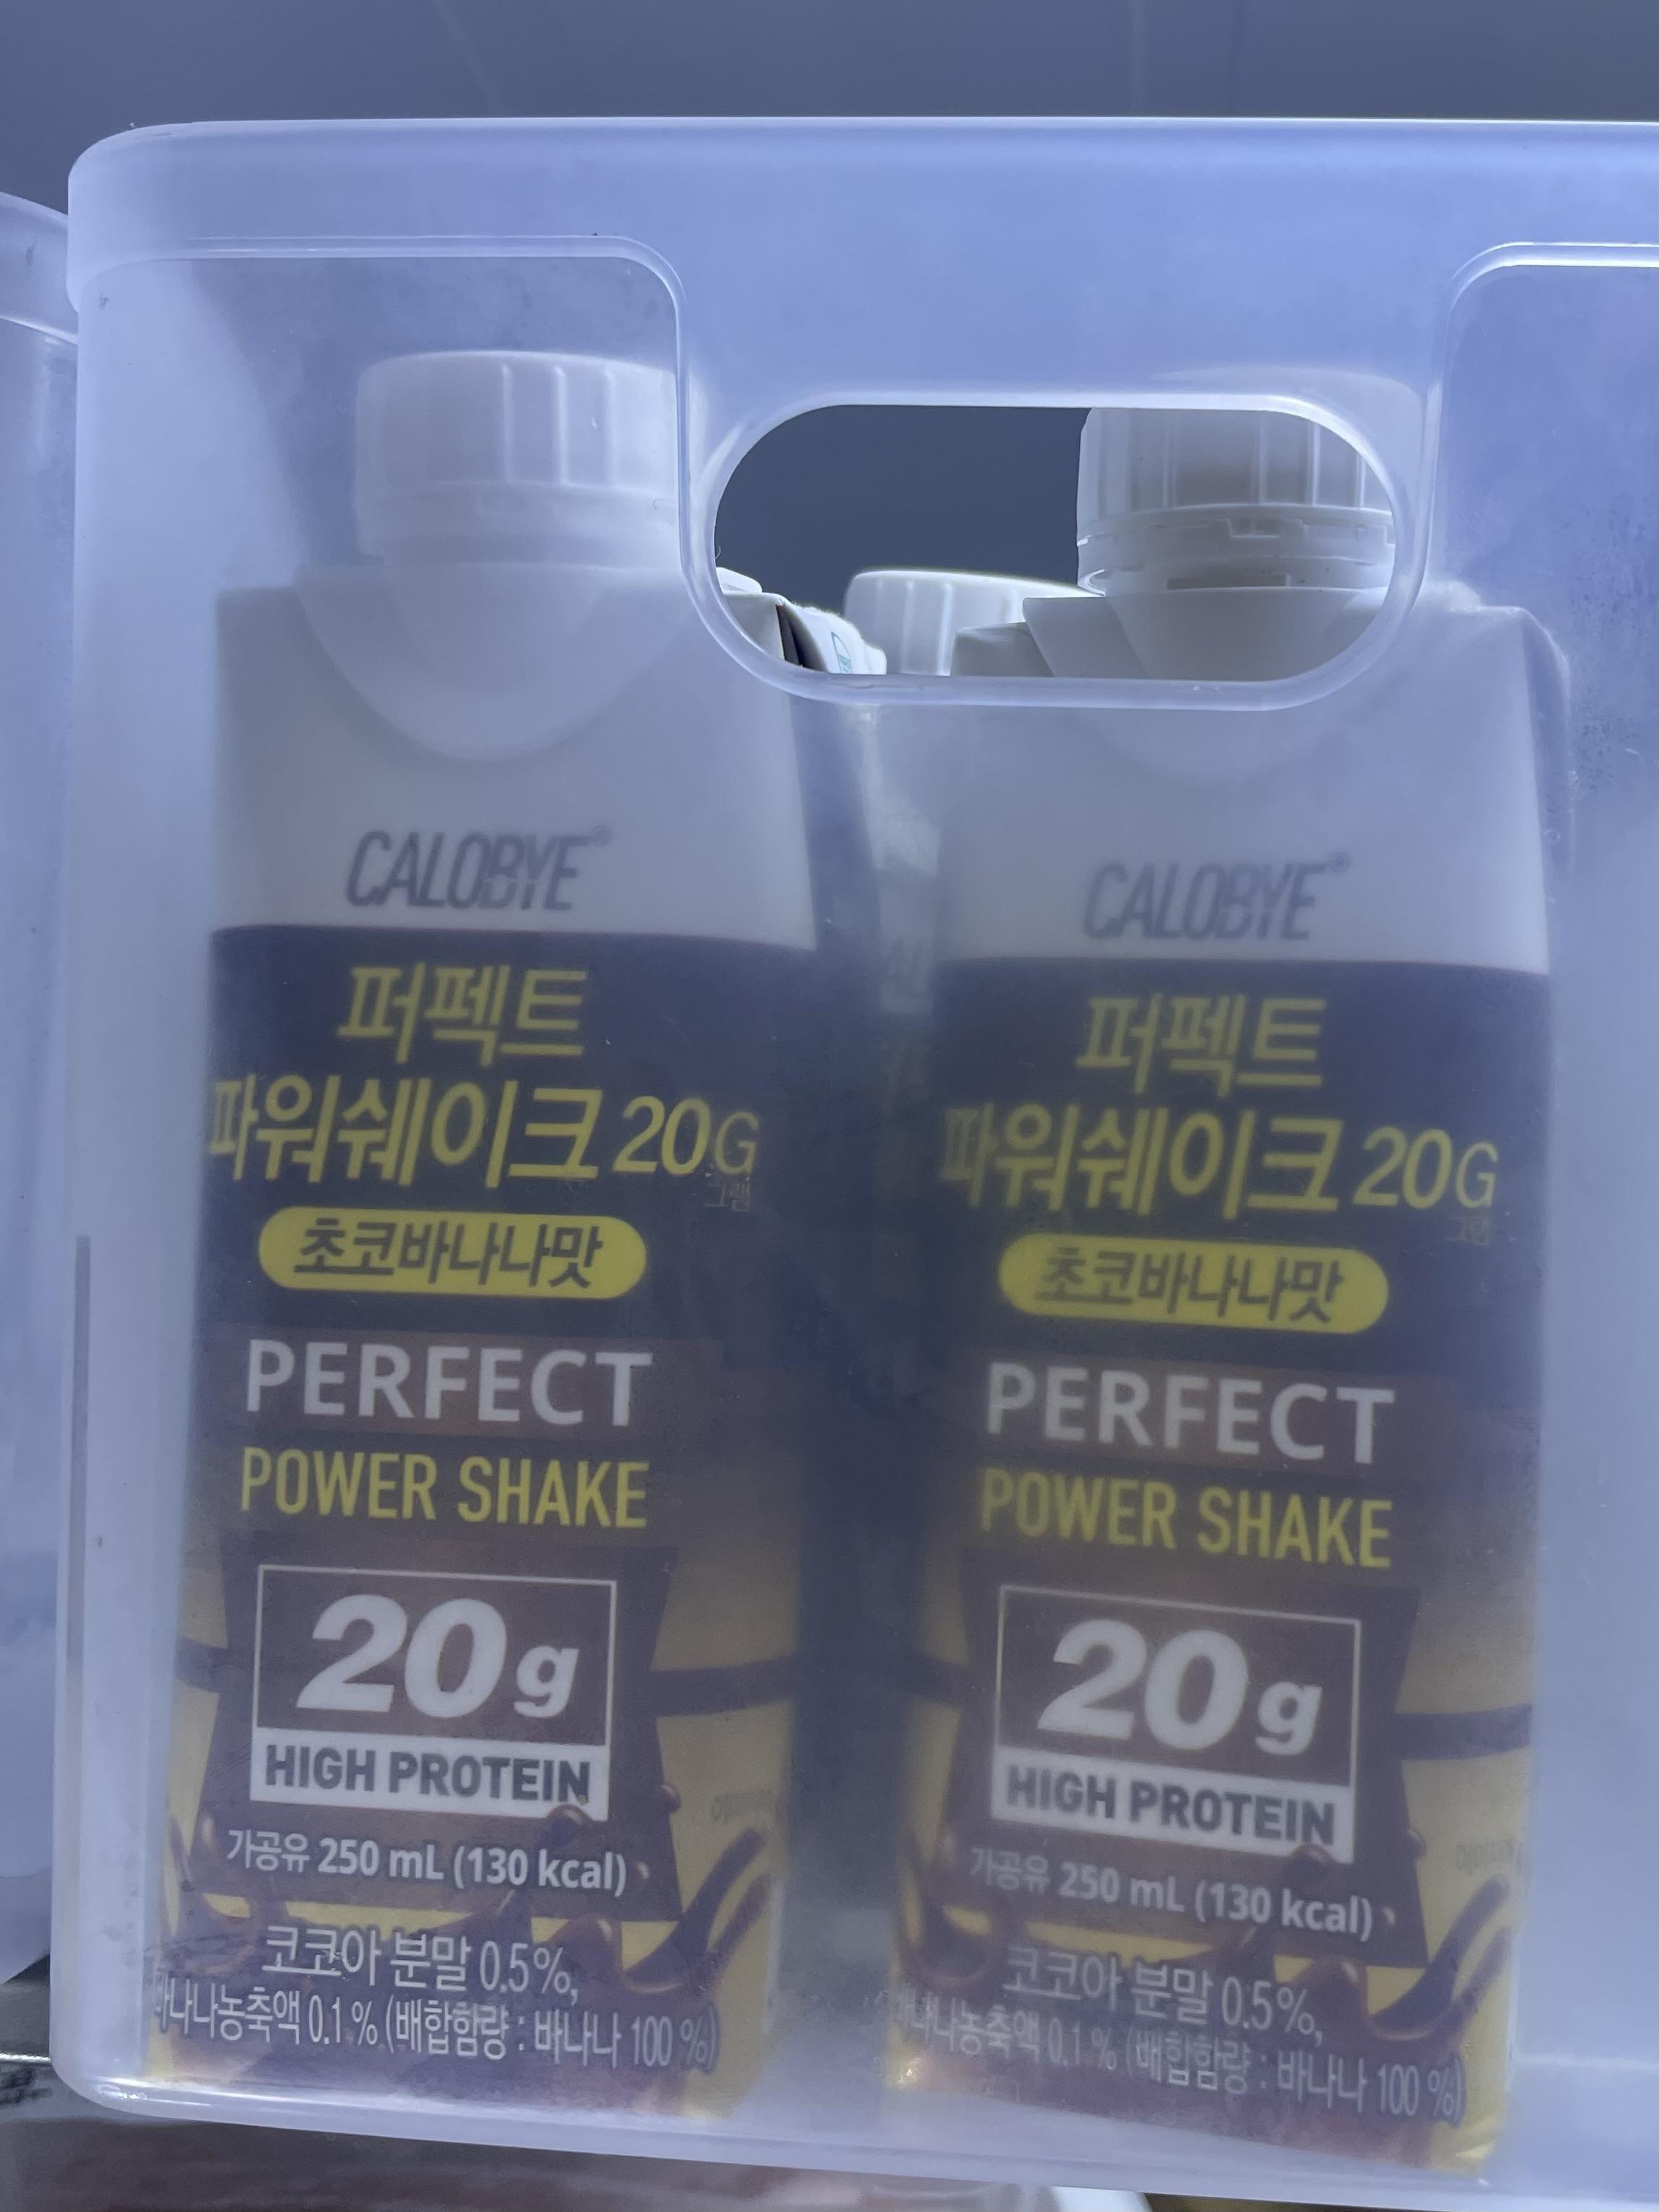 CALOBYE®
퍼펙트
파워쉐이크 20G
그램
초코바나나맛
PERFECT
POWER SHAKE
20 g
HIGH PROTEIN
가공유 250 mL (130 kcal)
코코아 분말 0.5%,
바나나농축액 0.1 % (배합함량 : 바나나 100 %)
CALOBYE®
퍼펙트
파워쉐이크 20G
그램
초코바나나맛
PERFECT
POWER SHAKE
20 g
HIGH PROTEIN
가공유 250 mL (130 kcal)
코코아 분말 0.5%,
바나나농축액 0.1 % (배합함량 : 바나나 100 %)